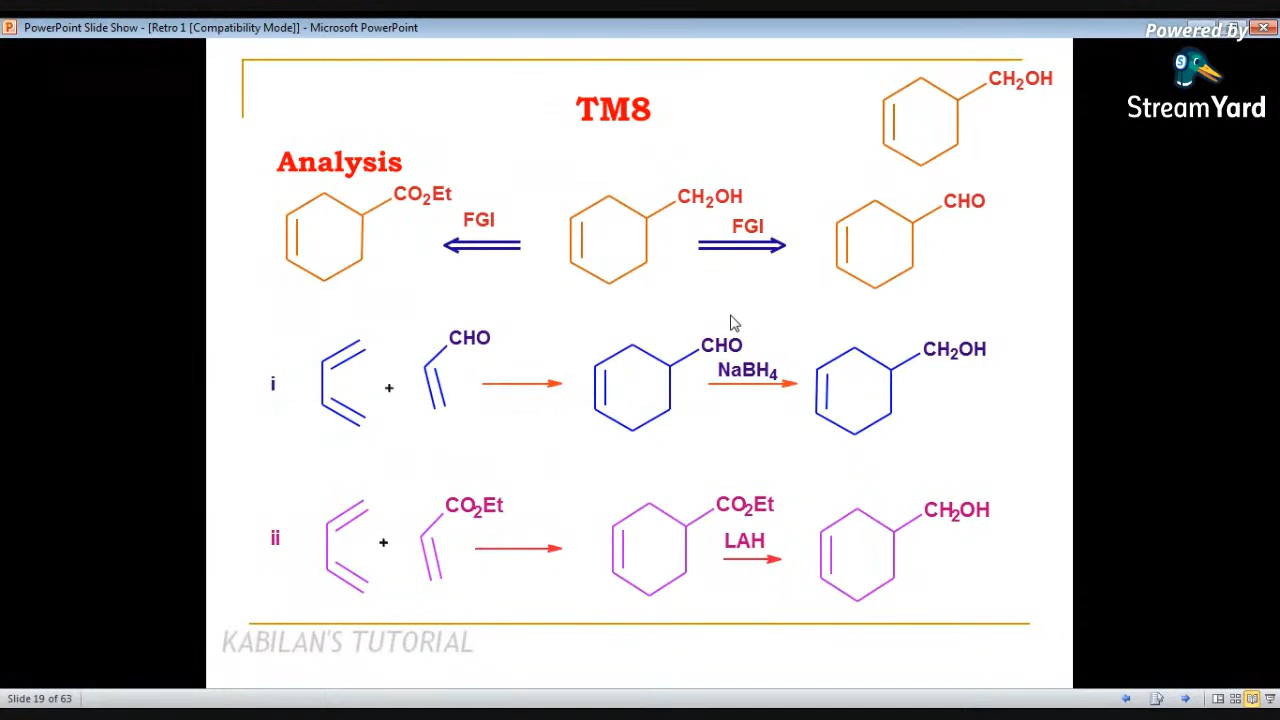 PowerPoint Slide Show - [Retro 1 [Compatibility Mode]] - Microsoft PowerPoint
Powered by
StreamYard
CH₂OH
TM8
Analysis
CO₂Et
FGI
CH₂OH
FGI
CHO
i
+
CHO
CHO
NaBH₄
CH₂OH
ii
+
CO₂Et
CO₂Et
LAH
CH₂OH
KABILAN'S TUTORIAL
Slide 19 of 63